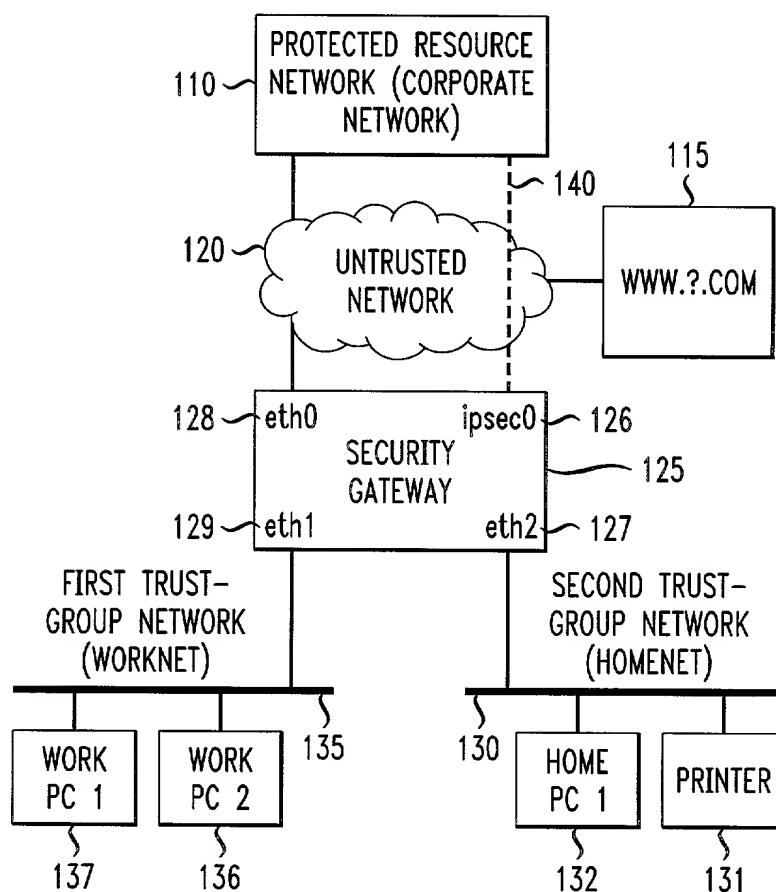 PROTECTED RESOURCE
NETWORK (CORPORATE
NETWORK)
110
140
115
120
UNTRUSTED
NETWORK
WWW.?.COM
128
eth0
ipsec0
126
SECURITY
GATEWAY
125
129
eth1
eth2
127
FIRST TRUST-
GROUP NETWORK
(WORKNET)
SECOND TRUST-
GROUP NETWORK
(HOMENET)
135
130
WORK
PC 1
WORK
PC 2
HOME
PC 1
PRINTER
137
136
132
131